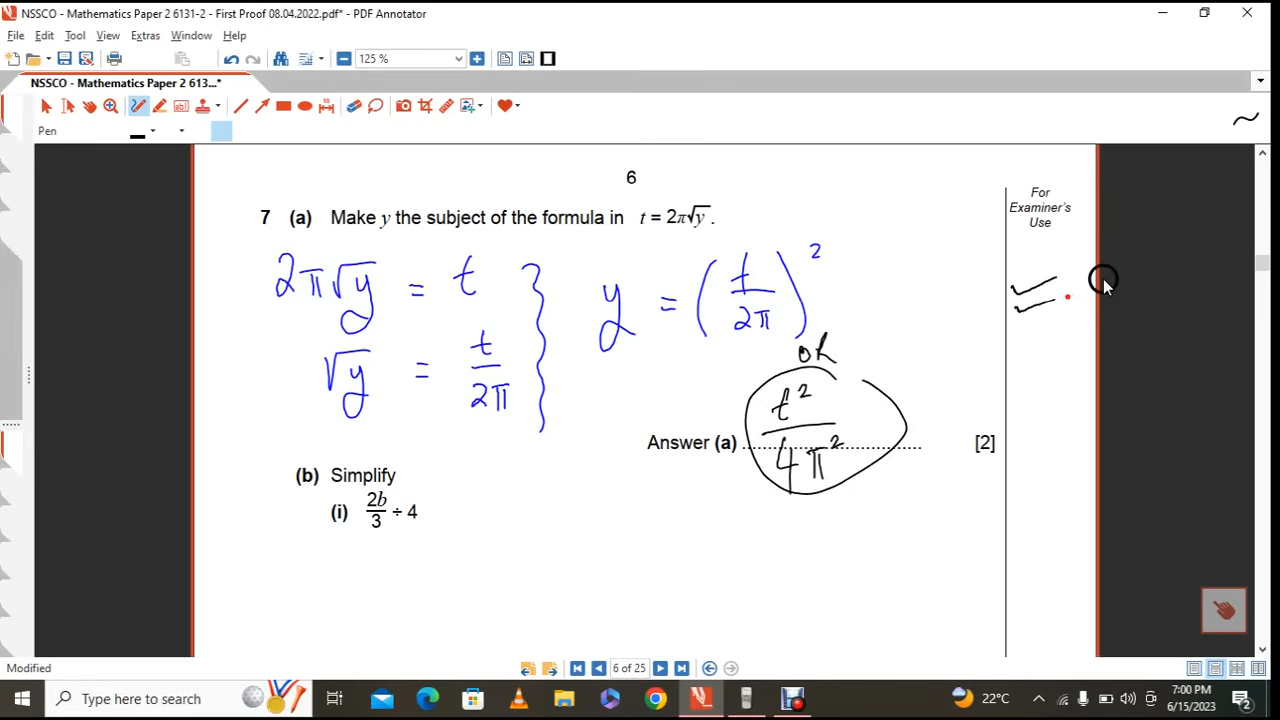 NSSCO - Mathematics Paper 2 6131-2 - First Proof 08.04.2022.pdf* - PDF Annotator
File Edit Tool View Extras Window Help
125 %
NSSCO - Mathematics Paper 2 613...*
Pen
6
For
Examiner's
Use
7 (a) Make y the subject of the formula in t = 2π√y.
2π√y = t
√y = t/2π
y = (t/2π)²
OR
t²/4π²
Answer (a) ........................................ [2]
(b) Simplify
(i) 2b/3 ÷ 4
Modified
6 of 25
Type here to search
22°C
7:00 PM
6/15/2023
2